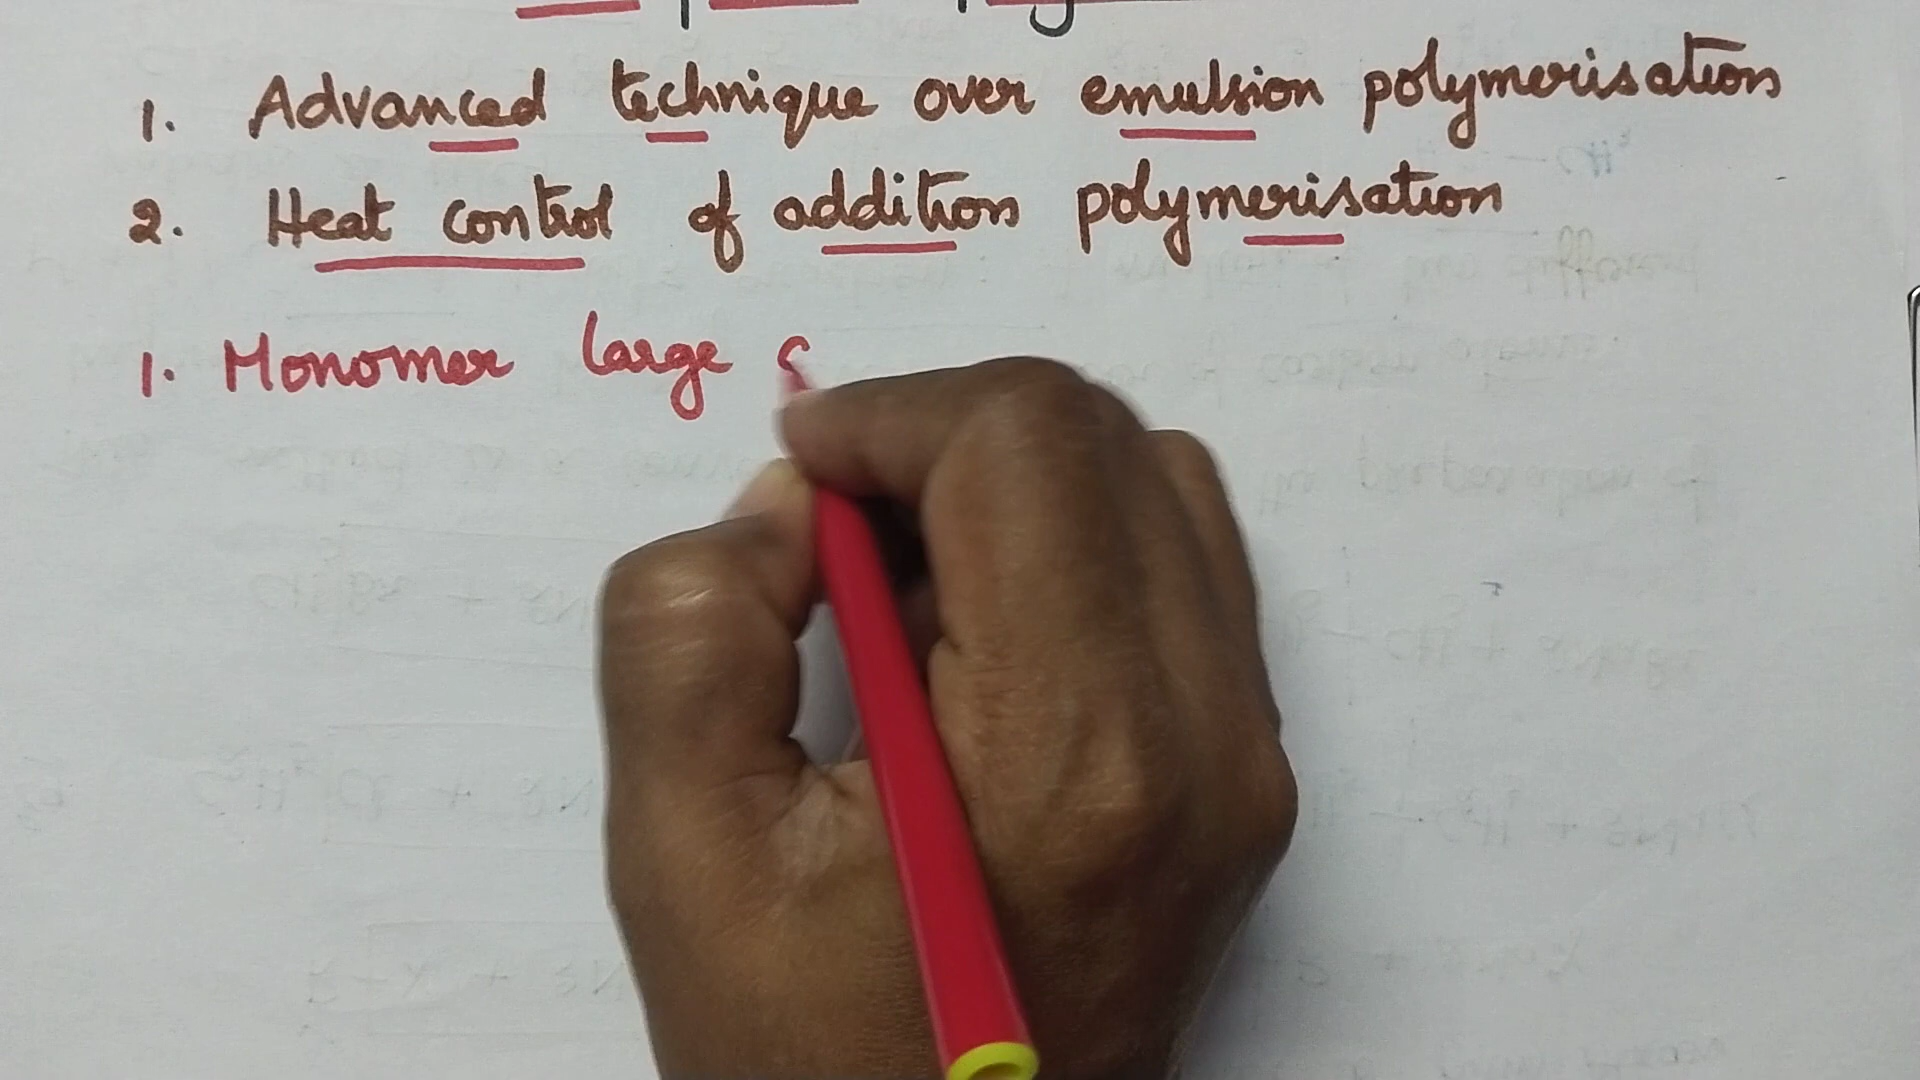 1. Advanced technique over emulsion polymerisation
2. Heat control of addition polymerisation
1. Monomer large